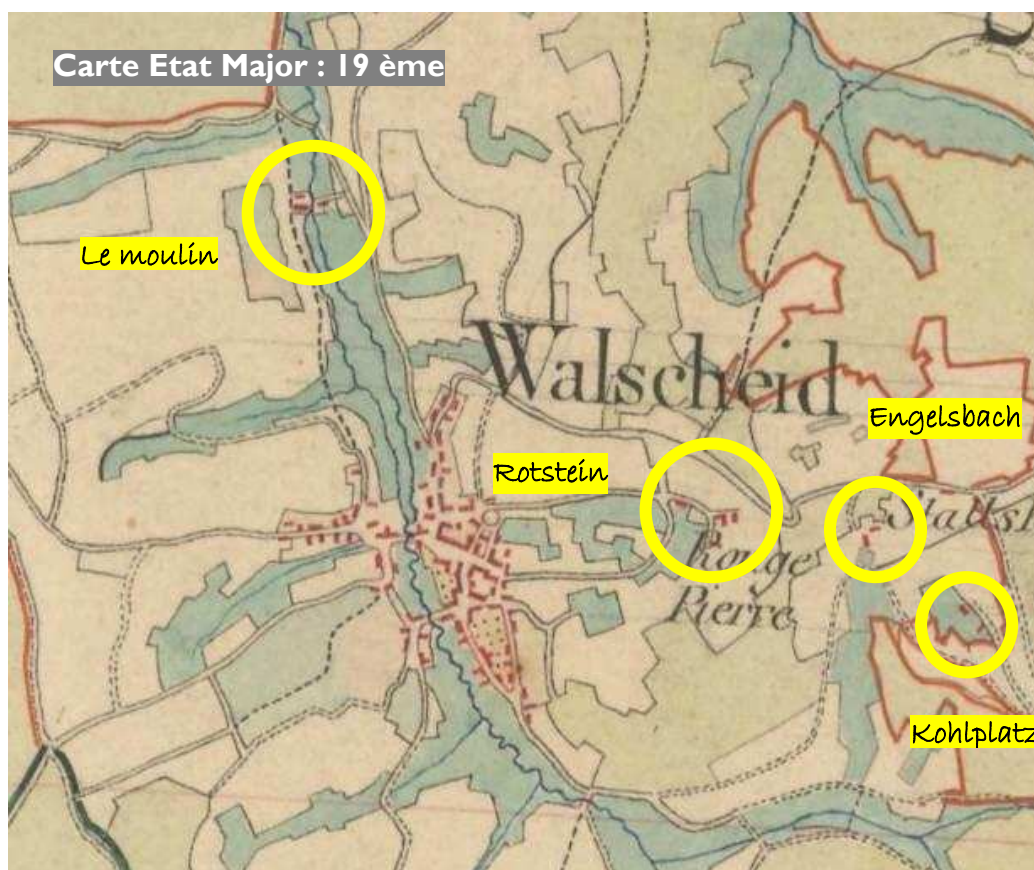 Carte Etat Major : 19 ème
Le moulin
Walscheid
Engelsbach
Rotstein
Rouge
Pierre
Kohlplatz